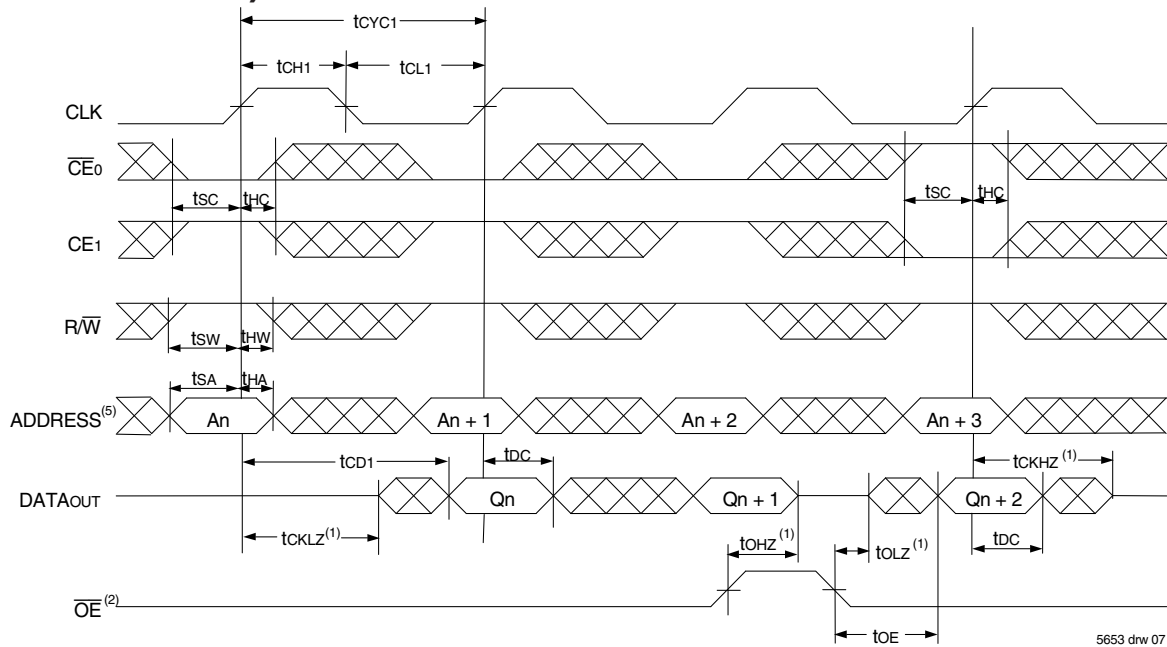 tCYC1
tCH1 tCL1
CLK
CE0
tSC tHC tSC tHC
CE1
R/W
tSW tHW
tSA tHA
ADDRESS(5) An An + 1 An + 2 An + 3
tCD1 tDC tCKHZ(1)
DATAOUT Qn Qn + 1 Qn + 2
tCKLZ(1) tOHZ(1) tOLZ(1) tDC
OE(2)
tOE
5653 drw 07